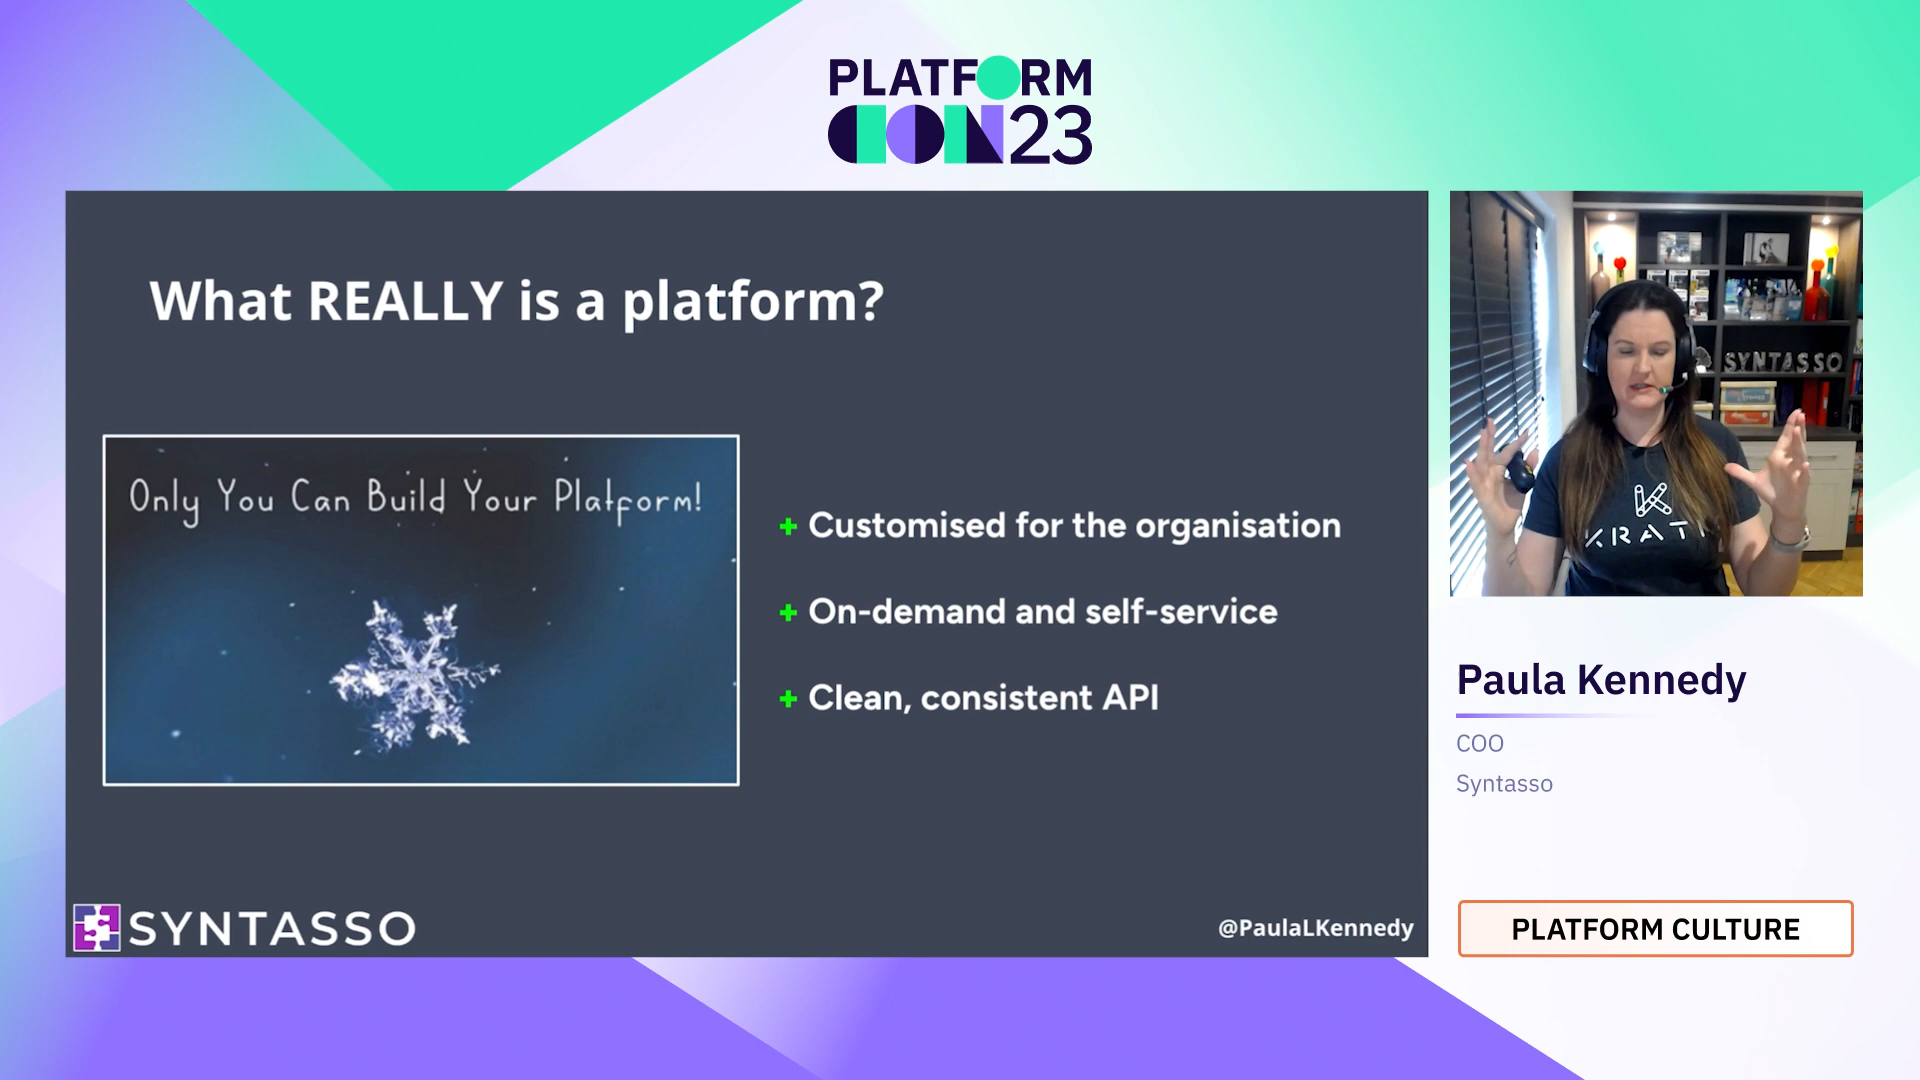 PLATFORM
CON23
What REALLY is a platform?
Only You Can Build Your Platform!
+ Customised for the organisation
+ On-demand and self-service
+ Clean, consistent API
SYNTASSO
@PaulaLKennedy
SYNTASSO
KRATI
Paula Kennedy
COO
Syntasso
PLATFORM CULTURE